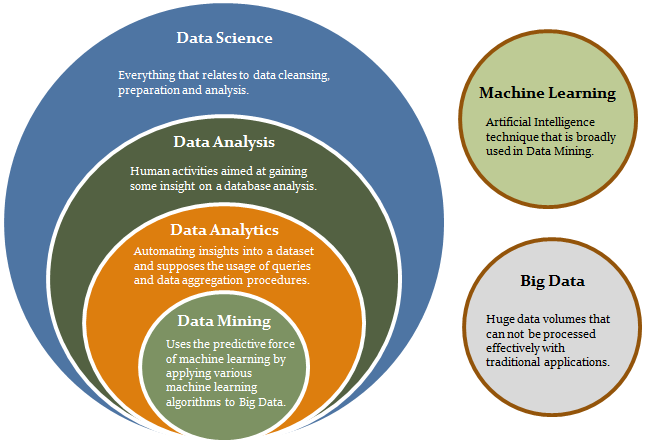 Data Science
Everything that relates to data cleansing,
preparation and analysis.
Data Analysis
Human activities aimed at gaining
some insight on a database analysis.
Data Analytics
Automating insights into a dataset
and supposes the usage of queries
and data aggregation procedures.
Data Mining
Uses the predictive force
of machine learning by
applying various
machine learning
algorithms to Big Data.
Machine Learning
Artificial Intelligence
technique that is broadly
used in Data Mining.
Big Data
Huge data volumes that
can not be processed
effectively with
traditional applications.